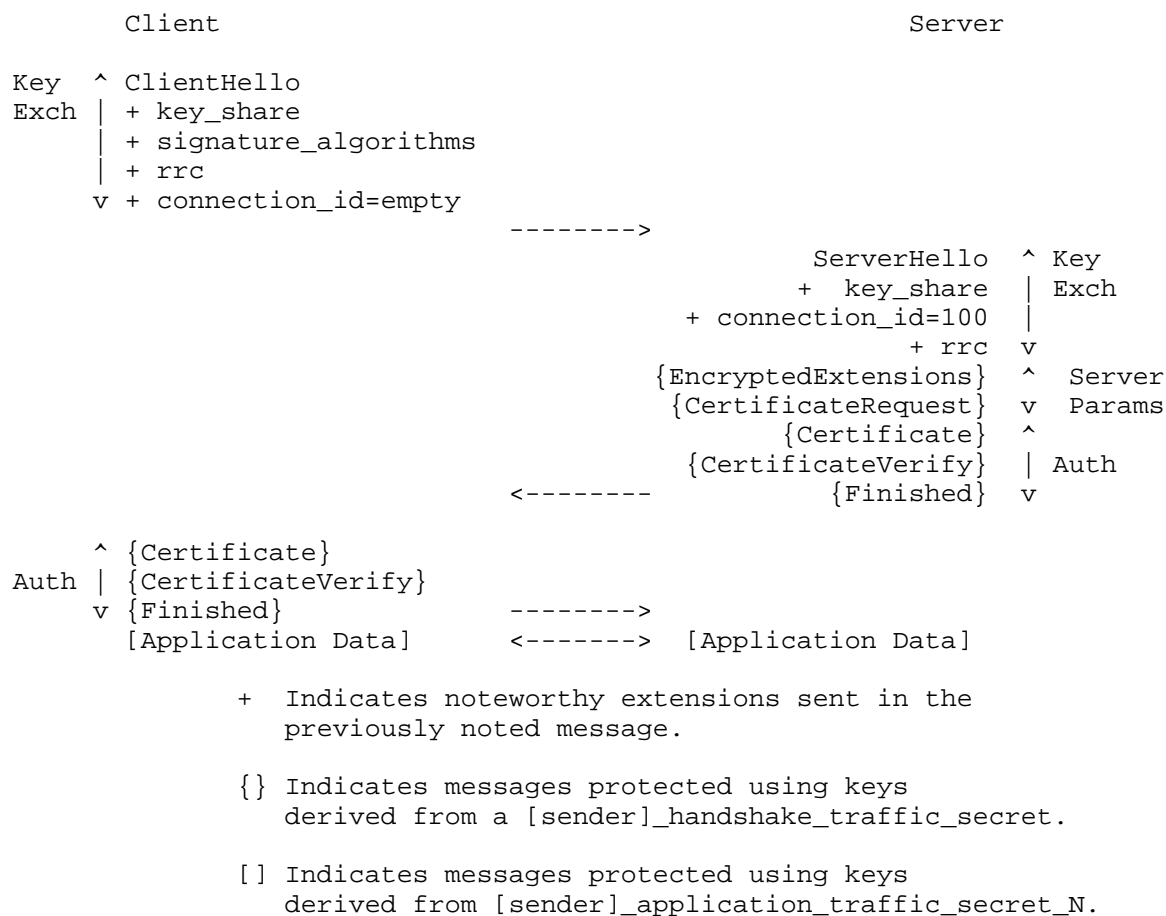 Client Server
Key ^ ClientHello
Exch | + key_share
| + signature_algorithms
| + rrc
v + connection_id=empty
-------->
ServerHello ^ Key
+ key_share | Exch
+ connection_id=100 |
+ rrc v
{EncryptedExtensions} ^ Server
{CertificateRequest} v Params
{Certificate} ^
{CertificateVerify} | Auth
<-------- {Finished} v
^ {Certificate}
Auth | {CertificateVerify}
v {Finished} -------->
[Application Data] <-------> [Application Data]
+ Indicates noteworthy extensions sent in the
previously noted message.
{} Indicates messages protected using keys
derived from a [sender]_handshake_traffic_secret.
[] Indicates messages protected using keys
derived from [sender]_application_traffic_secret_N.